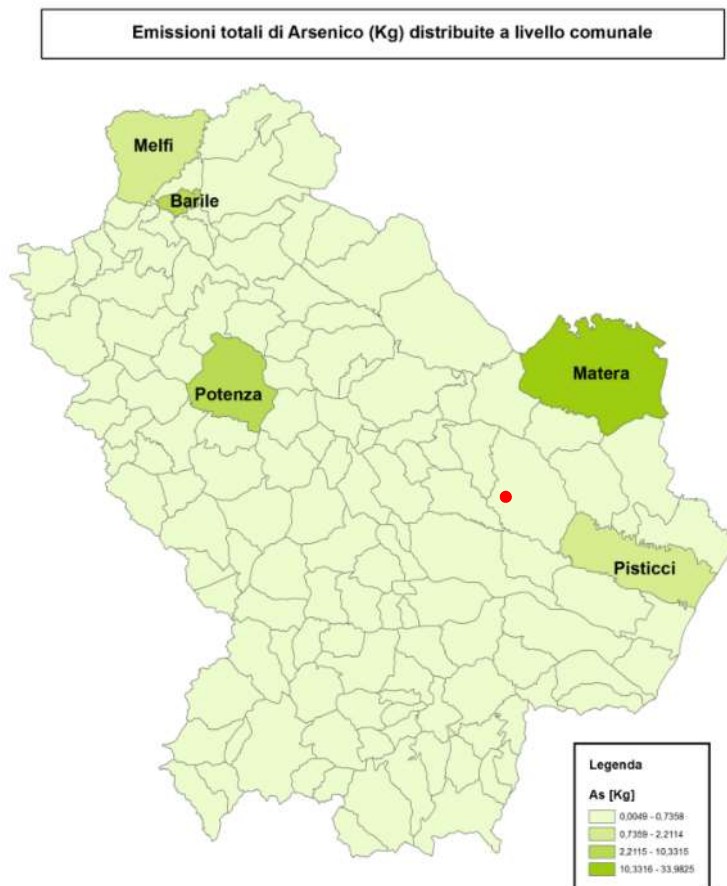 Emissioni totali di Arsenico (Kg) distribuite a livello comunale
Melfi
Barile
Potenza
Matera
Pisticci
Legenda
As [Kg]
0,0049 - 0,7358
0,7359 - 2,2114
2,2115 - 10,3315
10,3316 - 33,9825